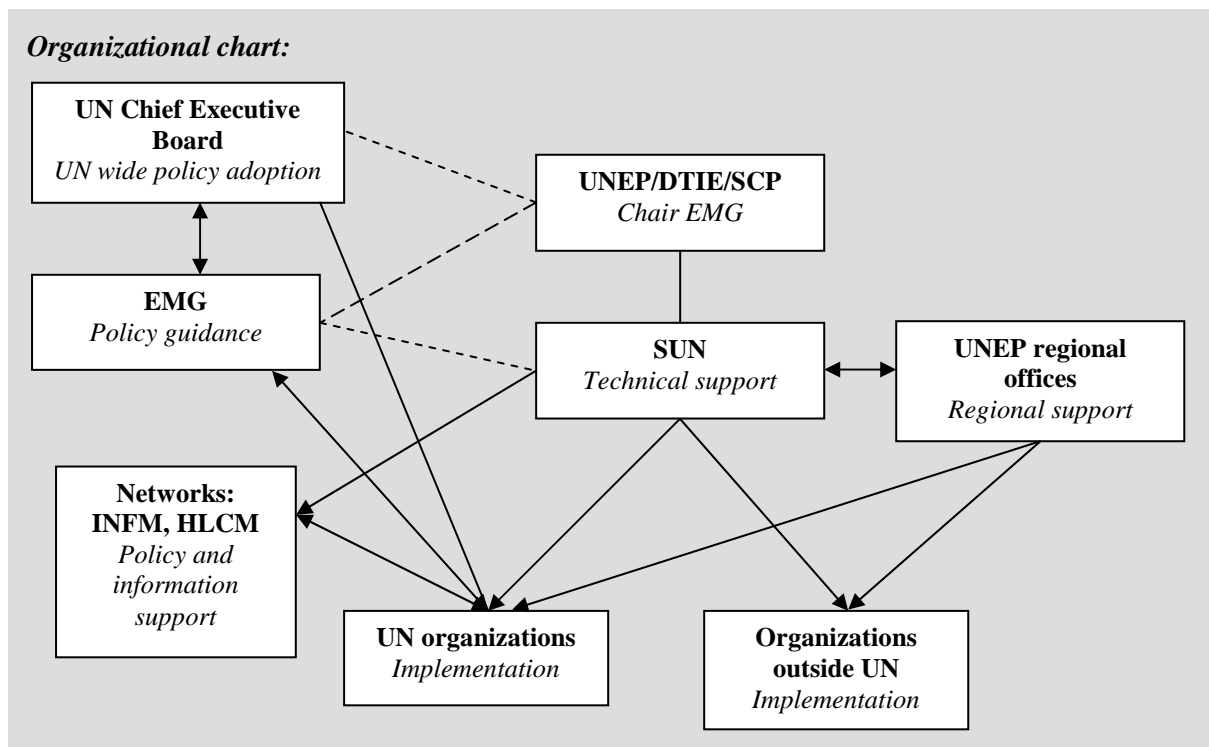 Organizational chart:
UN Chief Executive
Board
UN wide policy adoption
UNEP/DTIE/SCP
Chair EMG
EMG
Policy guidance
SUN
Technical support
UNEP regional
offices
Regional support
Networks:
INFM, HLCM
Policy and
information
support
UN organizations
Implementation
Organizations
outside UN
Implementation